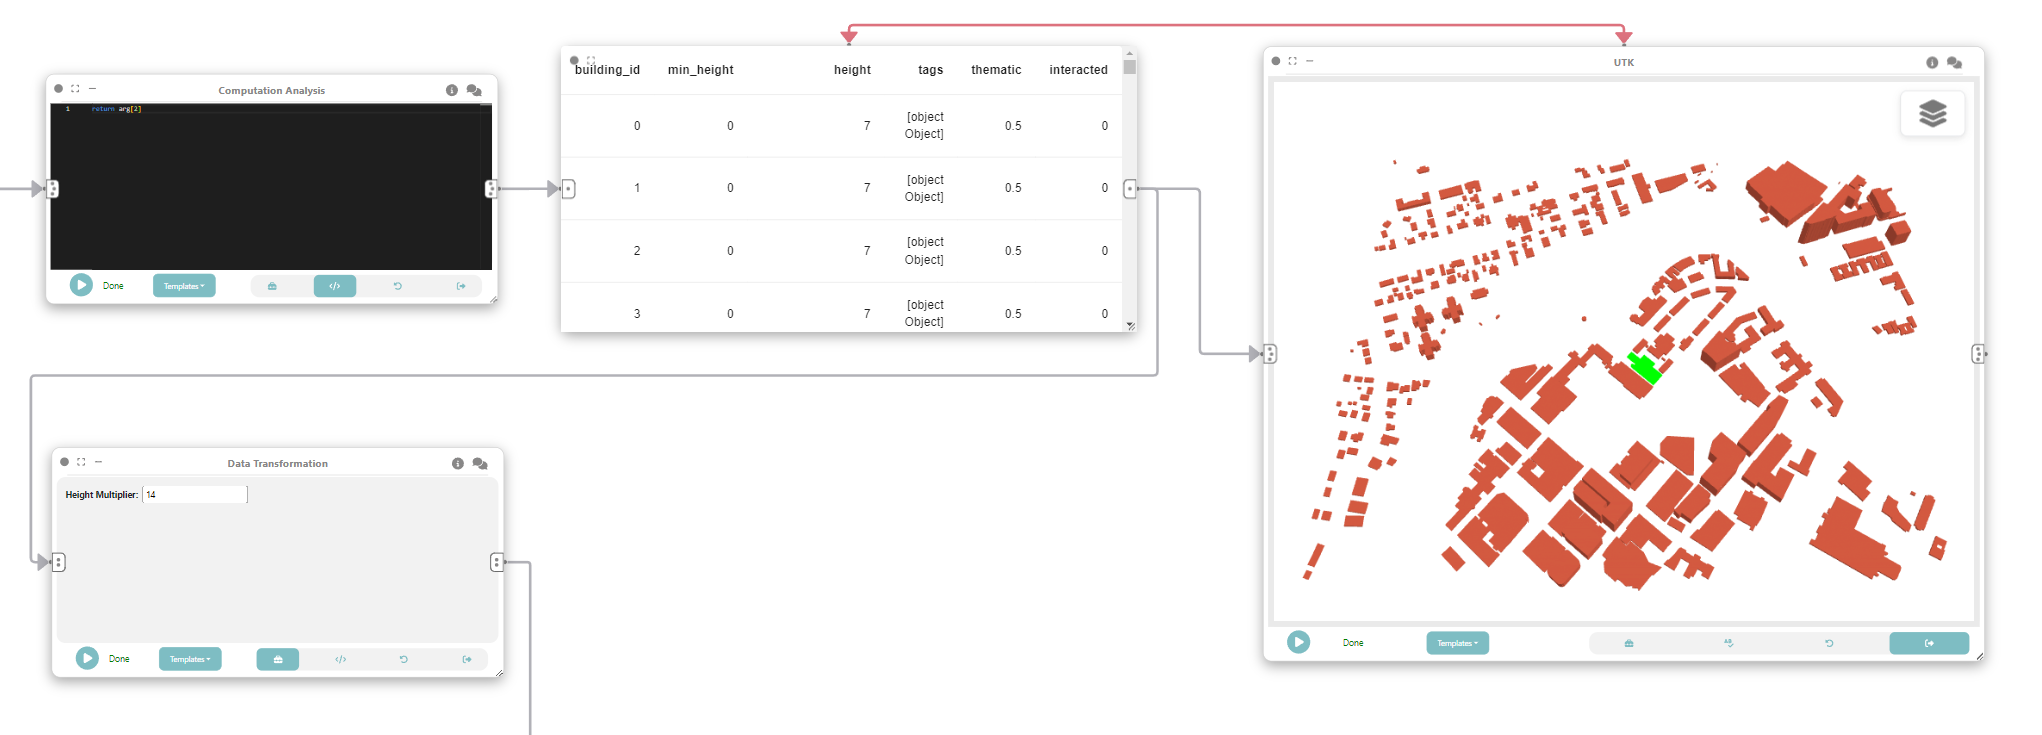 Computation Analysis
1 return arg[2]
Done
Templates
</>
building_id min_height height tags thematic interacted
0 0 7 [object Object] 0.5 0
1 0 7 [object Object] 0.5 0
2 0 7 [object Object] 0.5 0
3 0 7 [object Object] 0.5 0
UTK
Done
Templates
Data Transformation
Height Multiplier: 14
Done
Templates
</>